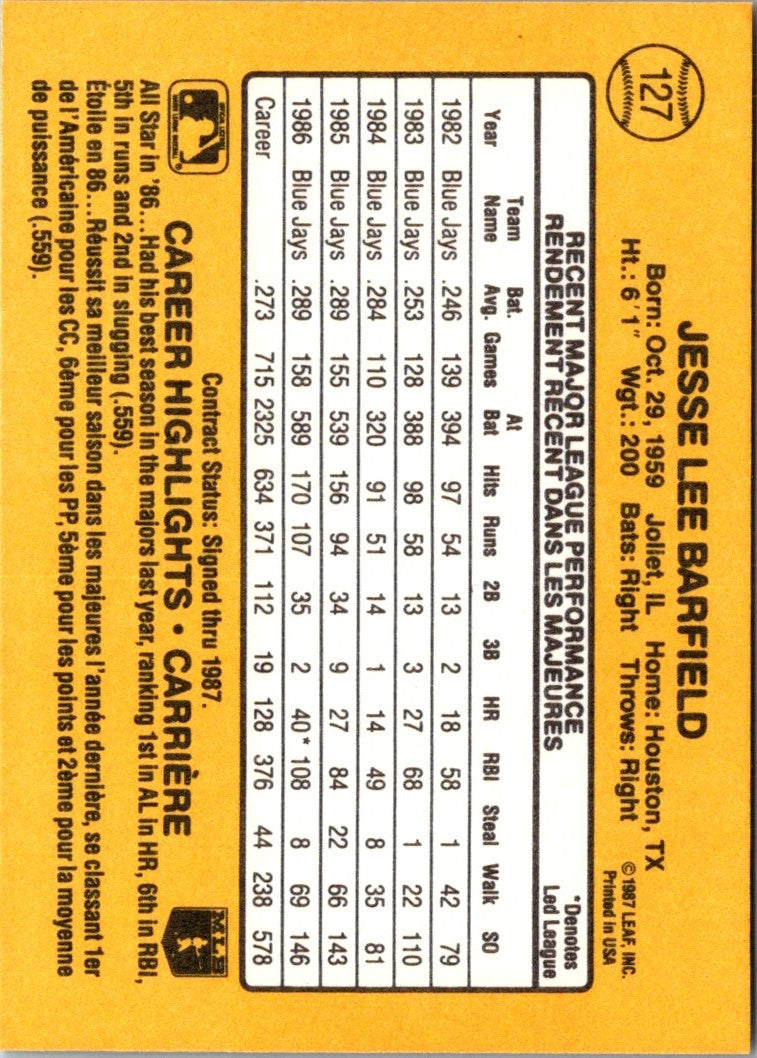 127
JESSE LEE BARFIELD
Born: Oct. 29, 1959 Joliet, IL Home: Houston, TX
Ht.: 6'1" Wgt.: 200 Bats: Right Throws: Right
©1987 LEAF, INC.
Printed in USA
RECENT MAJOR LEAGUE PERFORMANCE
RENDEMENT RECENT DANS LES MAJEURES
*Denotes
Led League
Year Team Name Bat. Avg. Games At Bat Hits Runs 2B 3B HR RBI Steal Walk SO
1982 Blue Jays .246 139 394 97 54 13 2 18 58 1 42 79
1983 Blue Jays .253 128 388 98 58 13 3 27 68 1 22 110
1984 Blue Jays .284 110 320 91 51 14 1 14 49 8 35 81
1985 Blue Jays .289 155 539 156 94 34 9 27 84 22 66 143
1986 Blue Jays .289 158 589 170 107 35 2 40* 108 8 69 146
Career .273 715 2325 634 371 112 19 128 376 44 238 578
Contract Status: Signed thru 1987.
CAREER HIGHLIGHTS • CARRIÈRE
MLB
All Star in '86...Had his best season in the majors last year, ranking 1st in AL in HR, 6th in RBI,
5th in runs and 2nd in slugging (.559).
Étoile en 86...Réussit sa meilleur saison dans les majeures l'année dernière, se classant 1er
de l'Américaine pour les CC, 6ème pour les PP, 5ème pour les points et 2ème pour la moyenne
de puissance (.559).